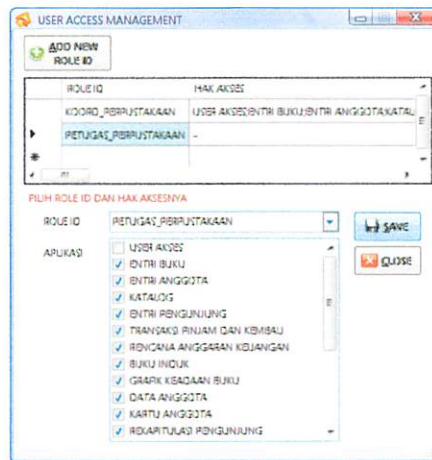 USER ACCESS MANAGEMENT
ADD NEW ROLE ID
ROLE ID HAK AKSES
KOORD_PERPUSTAKAAN USER AKSES;ENTRI BUKU;ENTRI ANGGOTA;KATAL
PETUGAS_PERPUSTAKAAN -
PILIH ROLE ID DAN HAK AKSESNYA
ROLE ID PETUGAS_PERPUSTAKAAN SAVE
APLIKASI USER AKSES CLOSE
ENTRI BUKU
ENTRI ANGGOTA
KATALOG
ENTRI PENGUNJUNG
TRANSAKSI PINJAM DAN KEMBALI
RENCANA ANGGARAN KEUANGAN
BUKU INDUK
GRAFIK KEADAAN BUKU
DATA ANGGOTA
KARTU ANGGOTA
REKAPITULASI PENGUNJUNG